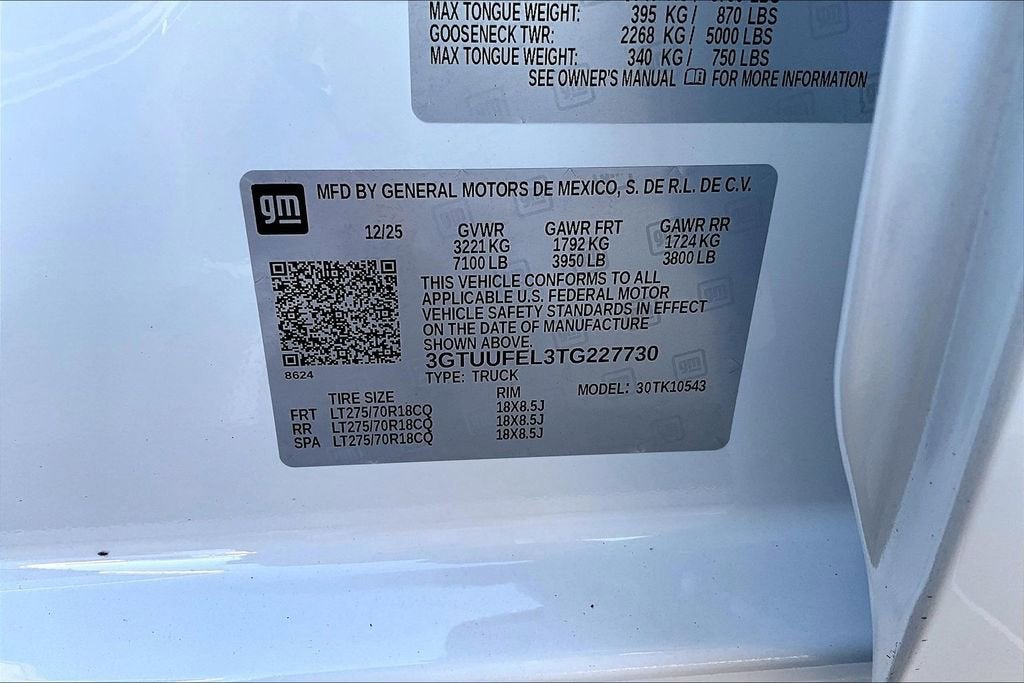 MAX TONGUE WEIGHT: 395 KG/ 870 LBS
GOOSENECK TWR: 2268 KG/ 5000 LBS
MAX TONGUE WEIGHT: 340 KG/ 750 LBS
SEE OWNER'S MANUAL FOR MORE INFORMATION
gm MFD BY GENERAL MOTORS DE MEXICO, S. DE R.L. DE C.V.
12/25 GVWR GAWR FRT GAWR RR
3221 KG 1792 KG 1724 KG
7100 LB 3950 LB 3800 LB
THIS VEHICLE CONFORMS TO ALL
APPLICABLE U.S. FEDERAL MOTOR
VEHICLE SAFETY STANDARDS IN EFFECT
ON THE DATE OF MANUFACTURE
SHOWN ABOVE.
3GTUUFEL3TG227730
8624 TYPE: TRUCK MODEL: 30TK10543
TIRE SIZE RIM
FRT LT275/70R18CQ 18X8.5J
RR LT275/70R18CQ 18X8.5J
SPA LT275/70R18CQ 18X8.5J